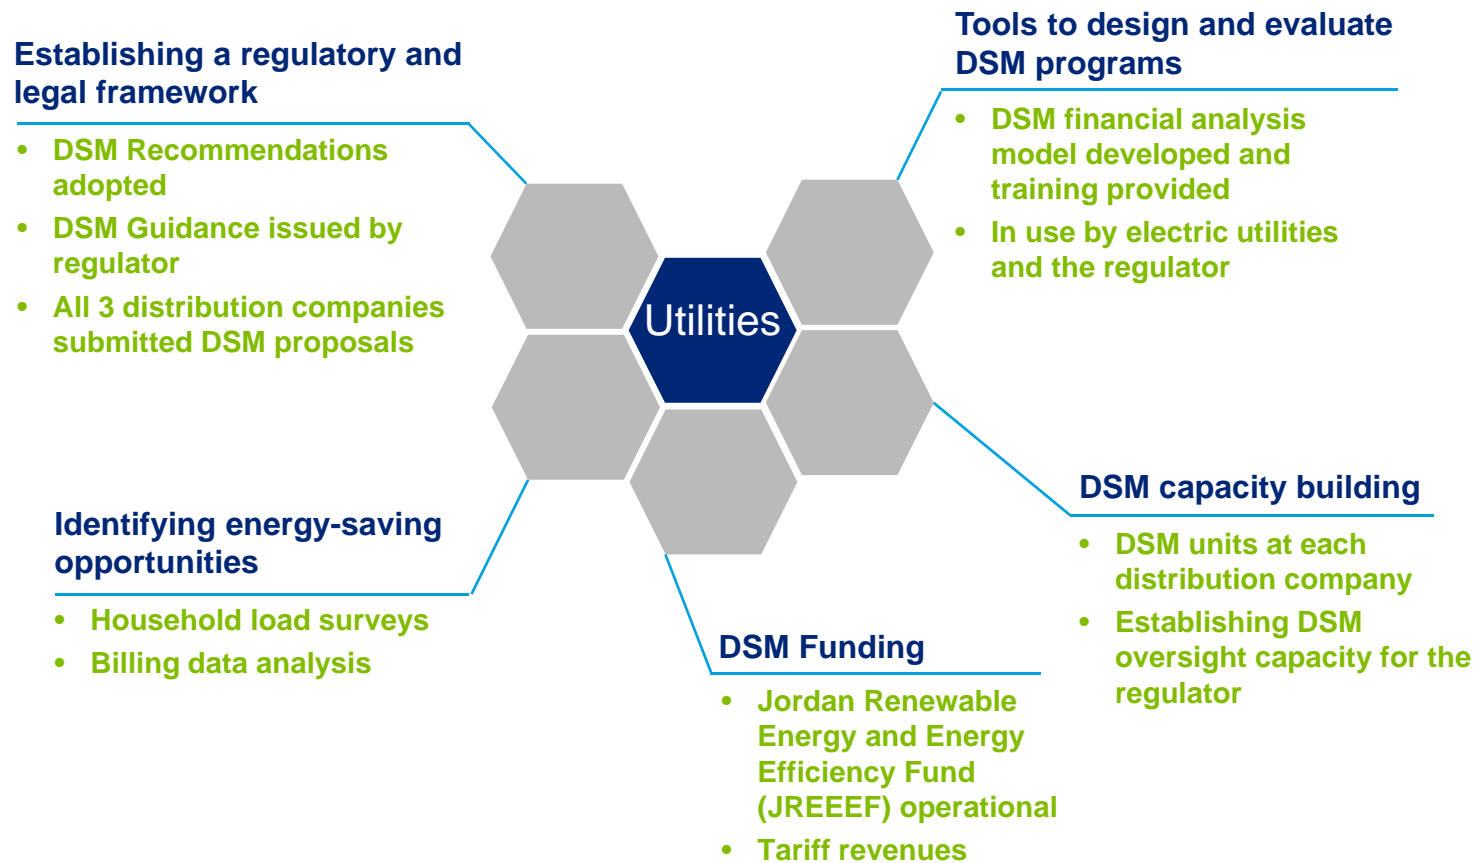 Establishing a regulatory and
legal framework
• DSM Recommendations
adopted
• DSM Guidance issued by
regulator
• All 3 distribution companies
submitted DSM proposals
Tools to design and evaluate
DSM programs
• DSM financial analysis
model developed and
training provided
• In use by electric utilities
and the regulator
Utilities
Identifying energy-saving
opportunities
• Household load surveys
• Billing data analysis
DSM Funding
• Jordan Renewable
Energy and Energy
Efficiency Fund
(JREEEF) operational
• Tariff revenues
DSM capacity building
• DSM units at each
distribution company
• Establishing DSM
oversight capacity for the
regulator